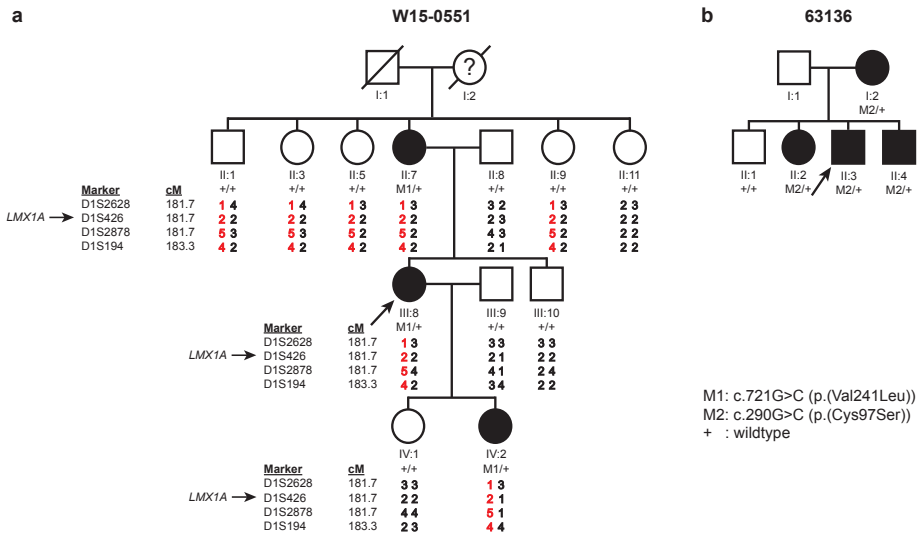 a
W15-0551
b
63136
?
I:1
I:2
I:1
I:2
M2/+
II:1 II:3 II:5 II:7 II:8 II:9 II:11
+/+ +/+ +/+ M1/+ +/+ +/+ +/+
II:1 II:2 II:3 II:4
+/+ M2/+ M2/+ M2/+
Marker cM
D1S2628 181.7 1 4 1 4 1 3 1 3 3 2 1 3 2 3
LMX1A D1S426 181.7 2 2 2 2 2 2 2 2 2 3 2 2 2 2
D1S2878 181.7 5 3 5 3 5 2 5 2 4 3 5 2 2 2
D1S194 183.3 4 2 4 2 4 2 4 2 2 1 4 2 2 2
III:8 III:9 III:10
M1/+ +/+ +/+
Marker cM
D1S2628 181.7 1 3 3 3 3 3
LMX1A D1S426 181.7 2 2 2 1 2 2
D1S2878 181.7 5 4 4 1 2 4
D1S194 183.3 4 2 3 4 2 2
M1: c.721G>C (p.(Val241Leu))
M2: c.290G>C (p.(Cys97Ser))
+ : wildtype
IV:1 IV:2
+/+ M1/+
Marker cM
D1S2628 181.7 3 3 1 3
LMX1A D1S426 181.7 2 2 2 1
D1S2878 181.7 4 4 5 1
D1S194 183.3 2 3 4 4